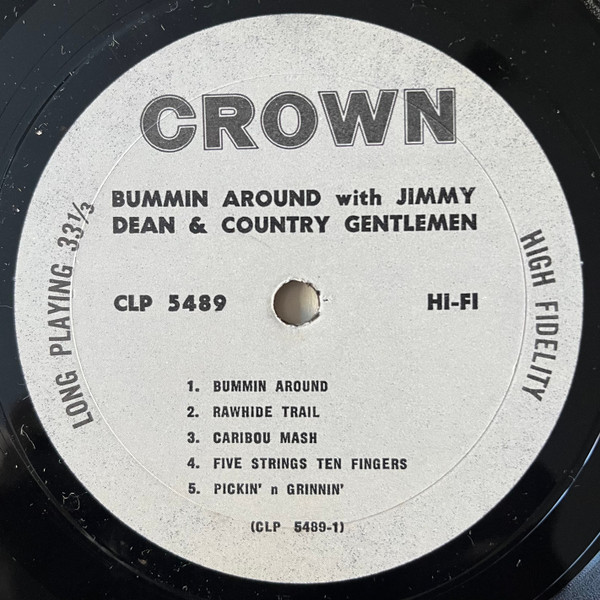 CROWN
BUMMIN AROUND with JIMMY
DEAN & COUNTRY GENTLEMEN
LONG PLAYING 33⅓
HIGH FIDELITY
CLP 5489
HI-FI
1. BUMMIN AROUND
2. RAWHIDE TRAIL
3. CARIBOU MASH
4. FIVE STRINGS TEN FINGERS
5. PICKIN' n GRINNIN'
(CLP 5489-1)